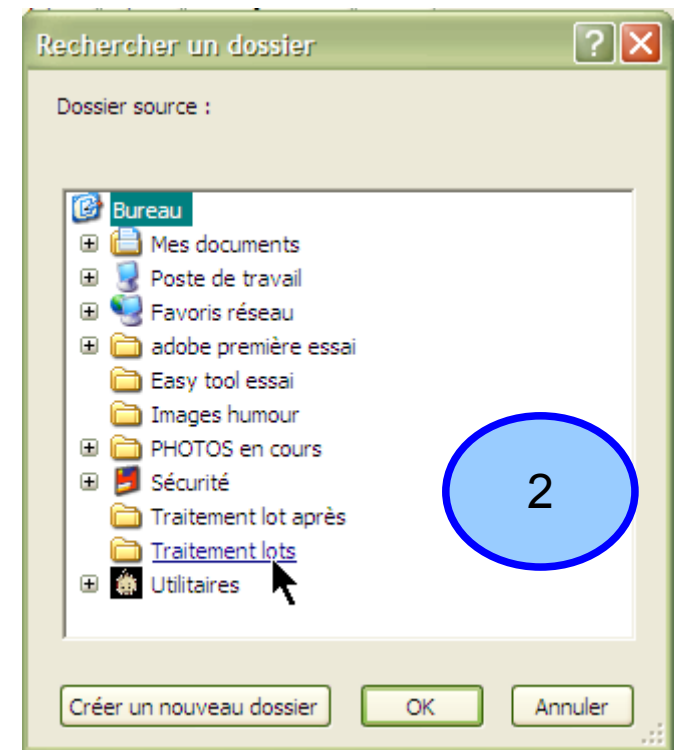 Rechercher un dossier
Dossier source :
Bureau
Mes documents
Poste de travail
Favoris réseau
adobe première essai
Easy tool essai
Images humour
PHOTOS en cours
Sécurité
Traitement lot après
Traitement lots
Utilitaires
2
Créer un nouveau dossier OK Annuler